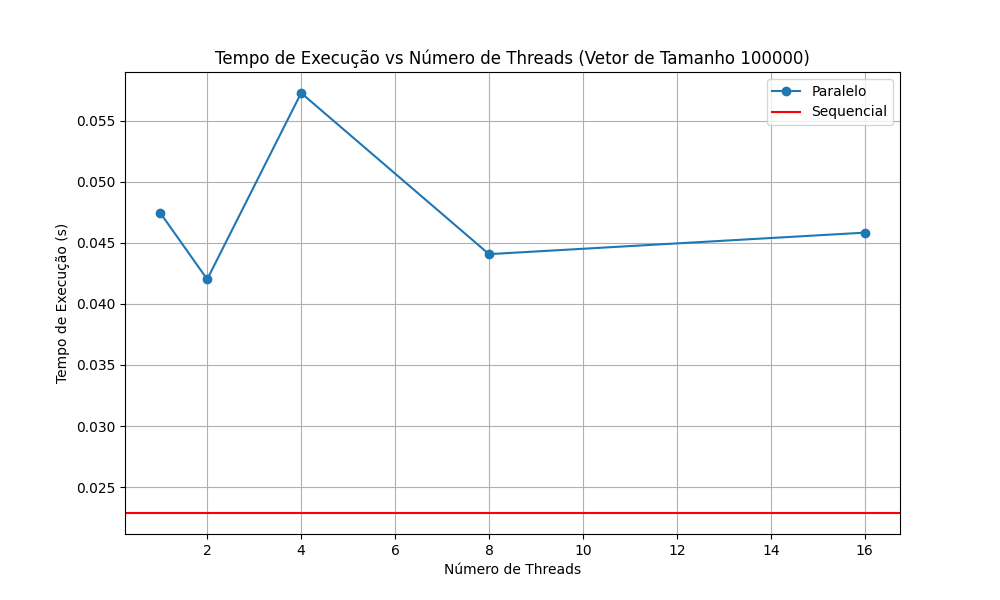 Tempo de Execução vs Número de Threads (Vetor de Tamanho 100000)
Paralelo
Sequencial
Tempo de Execução (s)
0.055
0.050
0.045
0.040
0.035
0.030
0.025
2 4 6 8 10 12 14 16
Número de Threads